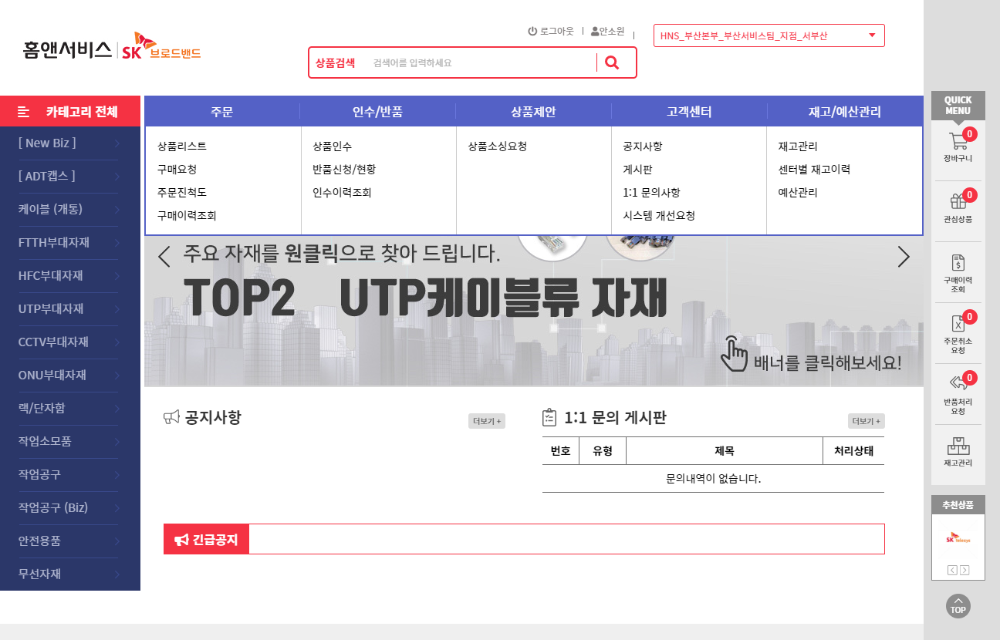 로그아웃
안소원
HNS_부산본부_부산서비스팀_지점_서부산
홈앤서비스
SK 브로드밴드
상품검색 검색어를 입력하세요
카테고리 전체
주문 인수/반품 상품제안 고객센터 재고/예산관리
[ New Biz ]
[ ADT캡스 ]
케이블 (개통)
FTTH부대자재
HFC부대자재
UTP부대자재
CCTV부대자재
ONU부대자재
랙/단자함
작업소모품
작업공구
작업공구 (Biz)
안전용품
무선자재
상품리스트
구매요청
주문진척도
구매이력조회
상품인수
반품신청/현황
인수이력조회
상품소싱요청
공지사항
게시판
1:1 문의사항
시스템 개선요청
재고관리
센터별 재고이력
예산관리
주요 자재를 원클릭으로 찾아 드립니다.
TOP2 UTP케이블류 자재
배너를 클릭해보세요!
공지사항
더보기 +
1:1 문의 게시판
더보기 +
번호 유형 제목 처리상태
문의내역이 없습니다.
긴급공지
QUICK
MENU
0
장바구니
0
관심상품
구매이력
조회
0
주문취소
요청
0
반품처리
요청
재고관리
추천상품
SK Telesys
TOP